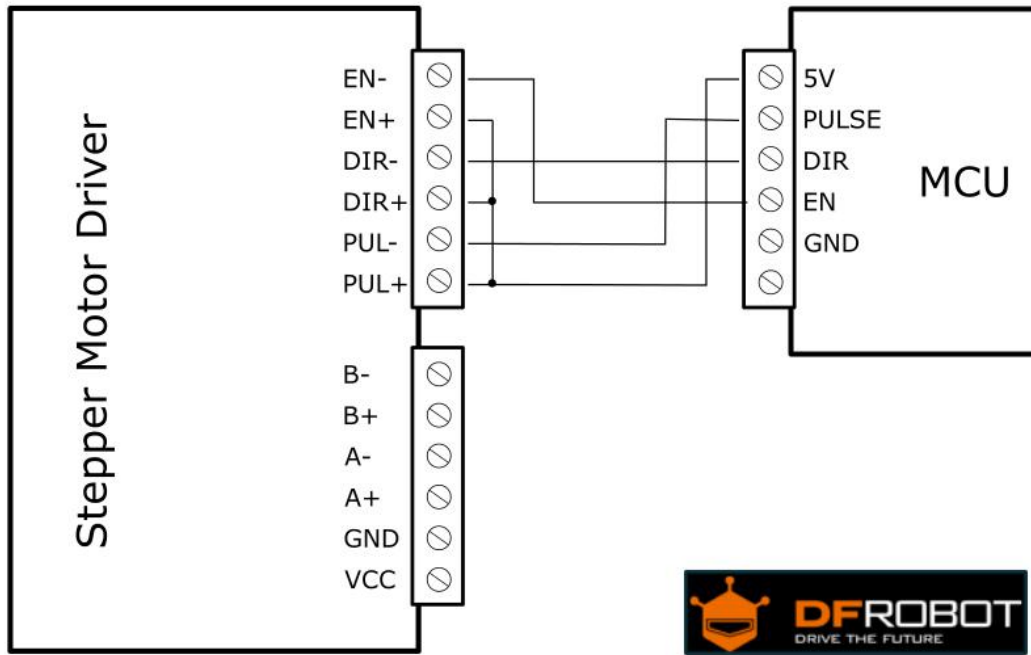 Stepper Motor Driver
EN-
EN+
DIR-
DIR+
PUL-
PUL+
B-
B+
A-
A+
GND
VCC
5V
PULSE
DIR
EN
GND
MCU
DFROBOT
DRIVE THE FUTURE